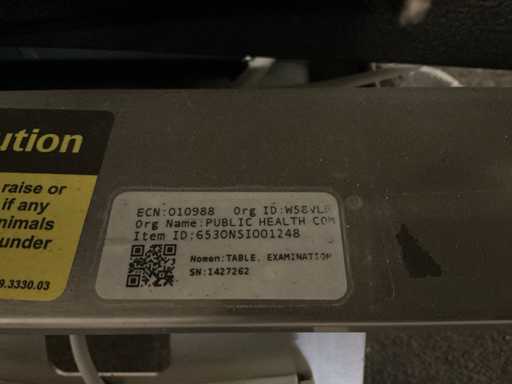 ution
raise or
if any
nimals
under
9.3330.03
ECN:010988 Org ID:W58VLP
Org Name:PUBLIC HEALTH COM
Item ID:6530NSI001248
Nomen:TABLE, EXAMINATION
SN:1427262